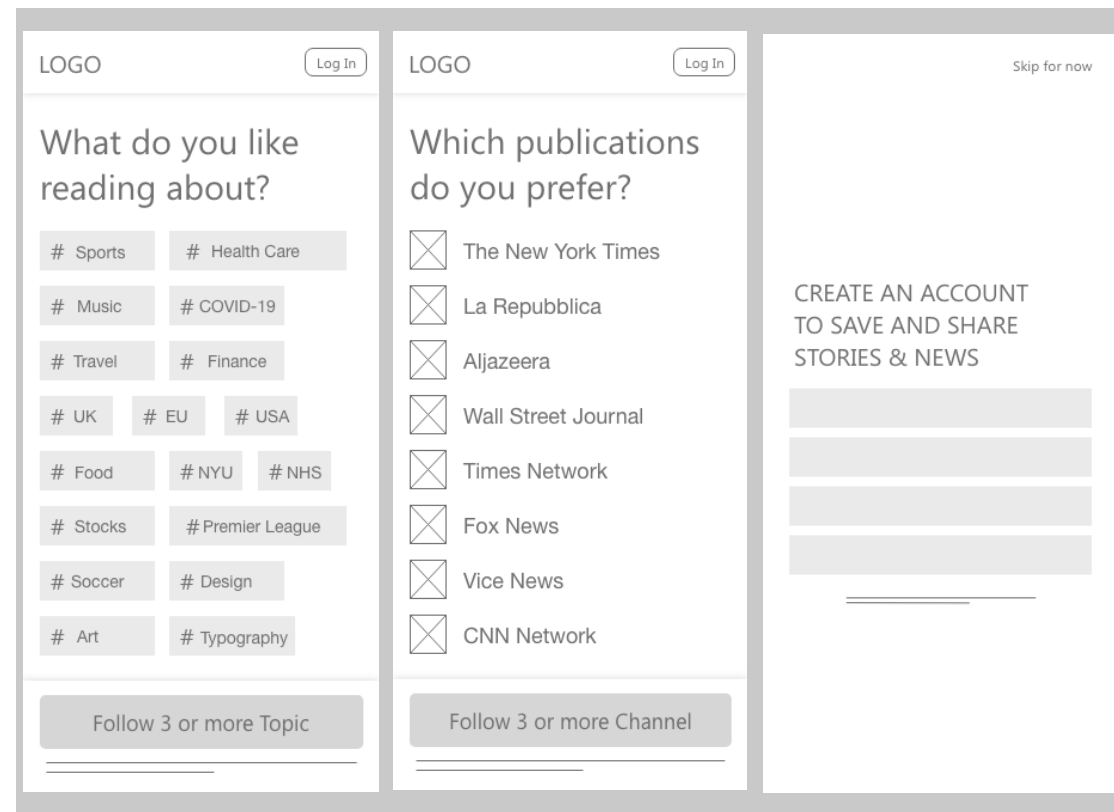 LOGO
Log In
What do you like
reading about?
# Sports
# Health Care
# Music
# COVID-19
# Travel
# Finance
# UK
# EU
# USA
# Food
# NYU
# NHS
# Stocks
# Premier League
# Soccer
# Design
# Art
# Typography
Follow 3 or more Topic
LOGO
Log In
Which publications
do you prefer?
The New York Times
La Repubblica
Aljazeera
Wall Street Journal
Times Network
Fox News
Vice News
CNN Network
Follow 3 or more Channel
Skip for now
CREATE AN ACCOUNT
TO SAVE AND SHARE
STORIES & NEWS